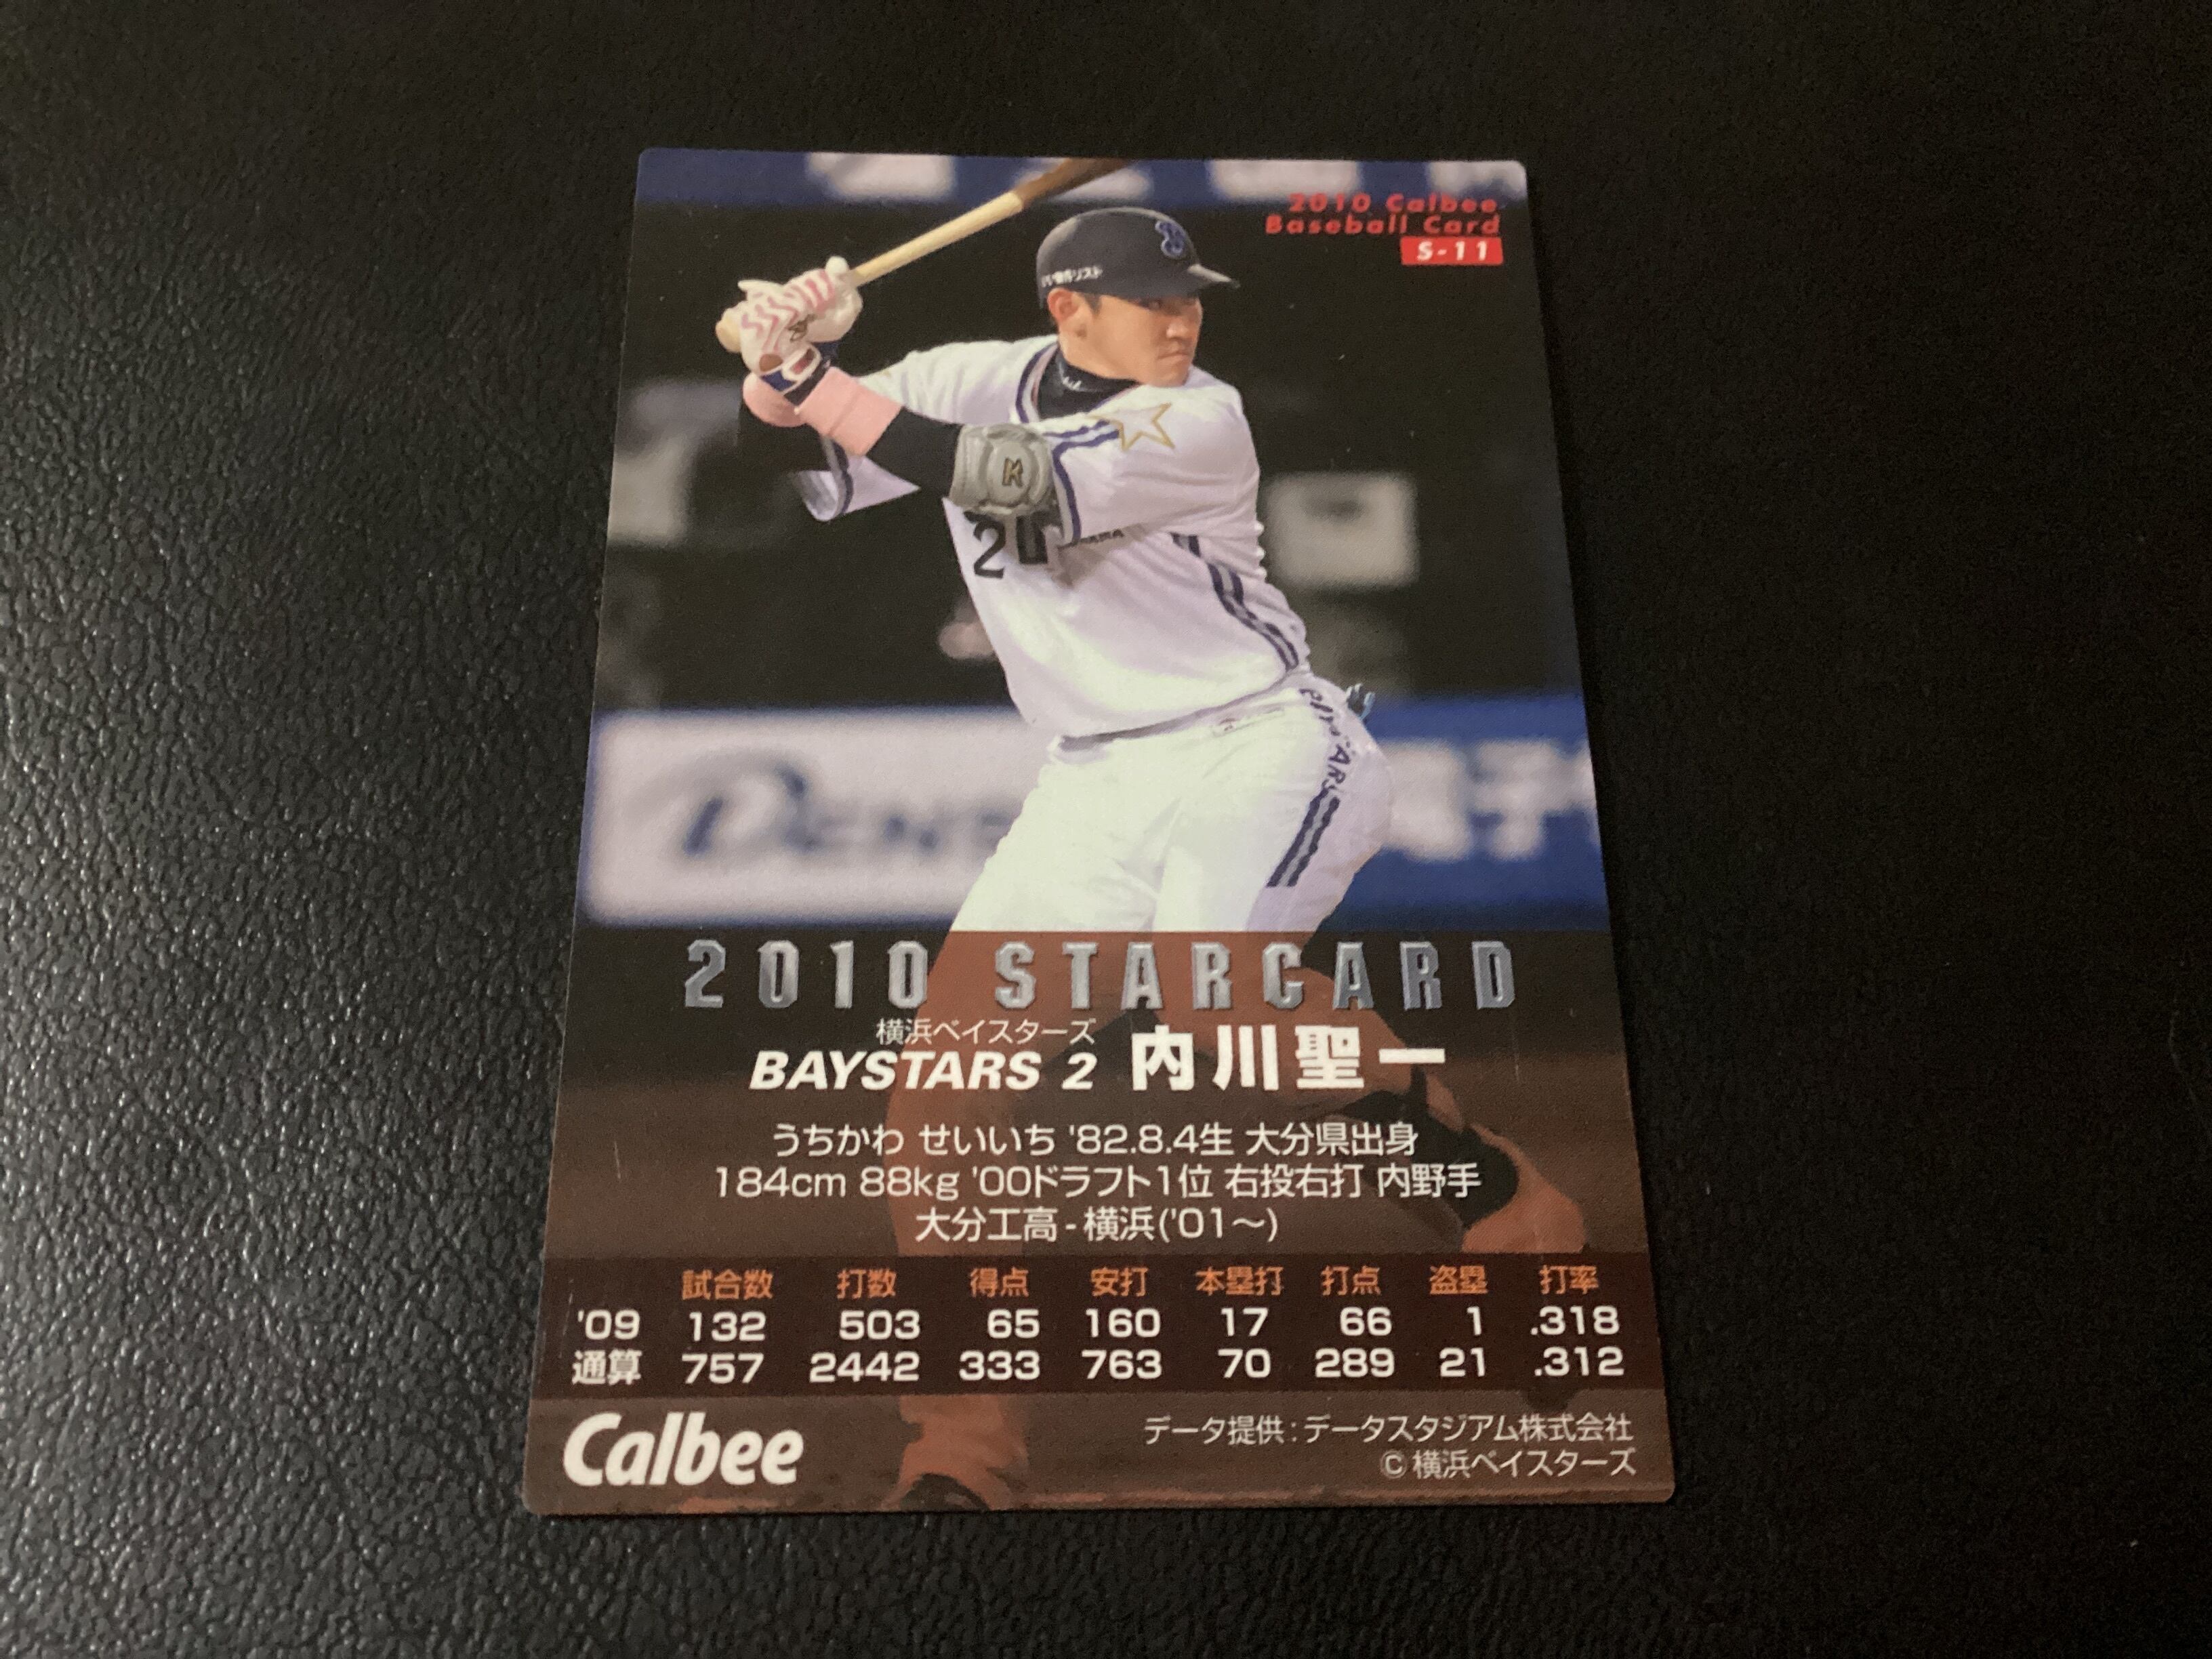 2010 Calbee
Baseball Card
S-11
K
2010 STARCARD
横浜ベイスターズ
BAYSTARS 2 内川聖一
うちかわ せいいち '82.8.4生 大分県出身
184cm 88kg '00ドラフト1位 右投右打 内野手
大分工高-横浜('01〜)
試合数 打数 得点 安打 本塁打 打点 盗塁 打率
'09 132 503 65 160 17 66 1 .318
通算 757 2442 333 763 70 289 21 .312
Calbee
データ提供:データスタジアム株式会社
©横浜ベイスターズ